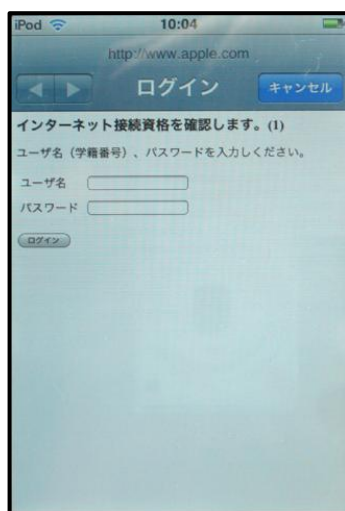 iPod 10:04
http://www.apple.com
ログイン キャンセル
インターネット接続資格を確認します。(1)
ユーザ名（学籍番号）、パスワードを入力しください。
ユーザ名
パスワード
ログイン